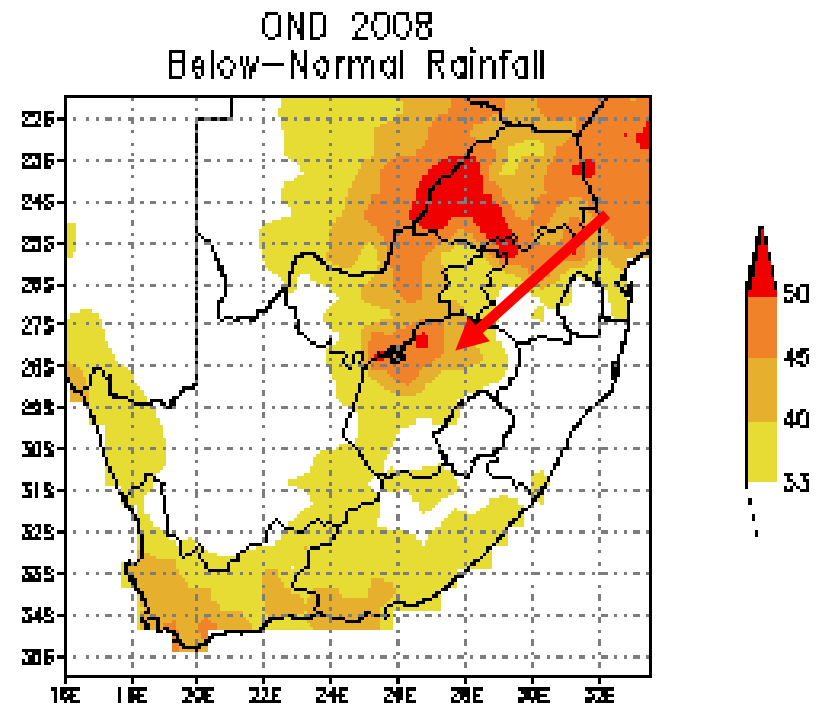 OND 2008
Below-Normal Rainfall
22S
23S
24S
25S
26S
27S
28S
29S
30S
31S
32S
33S
34S
35S
16E 18E 20E 22E 24E 26E 28E 30E 32E
50
45
40
33